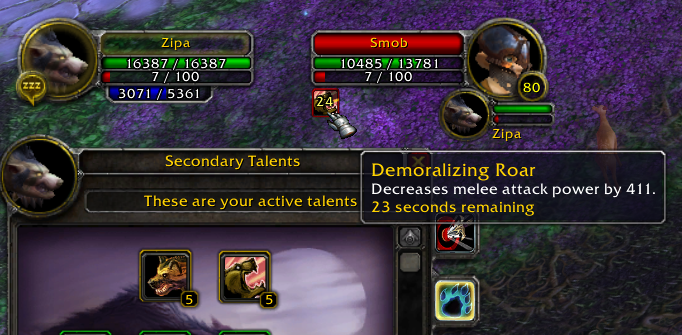 Zipa
16387 / 16387
7 / 100
3071 / 5361
zzz
Smob
10485 / 13781
7 / 100
80
24
Zipa
Secondary Talents
These are your active talents
Demoralizing Roar
Decreases melee attack power by 411.
23 seconds remaining
5
5